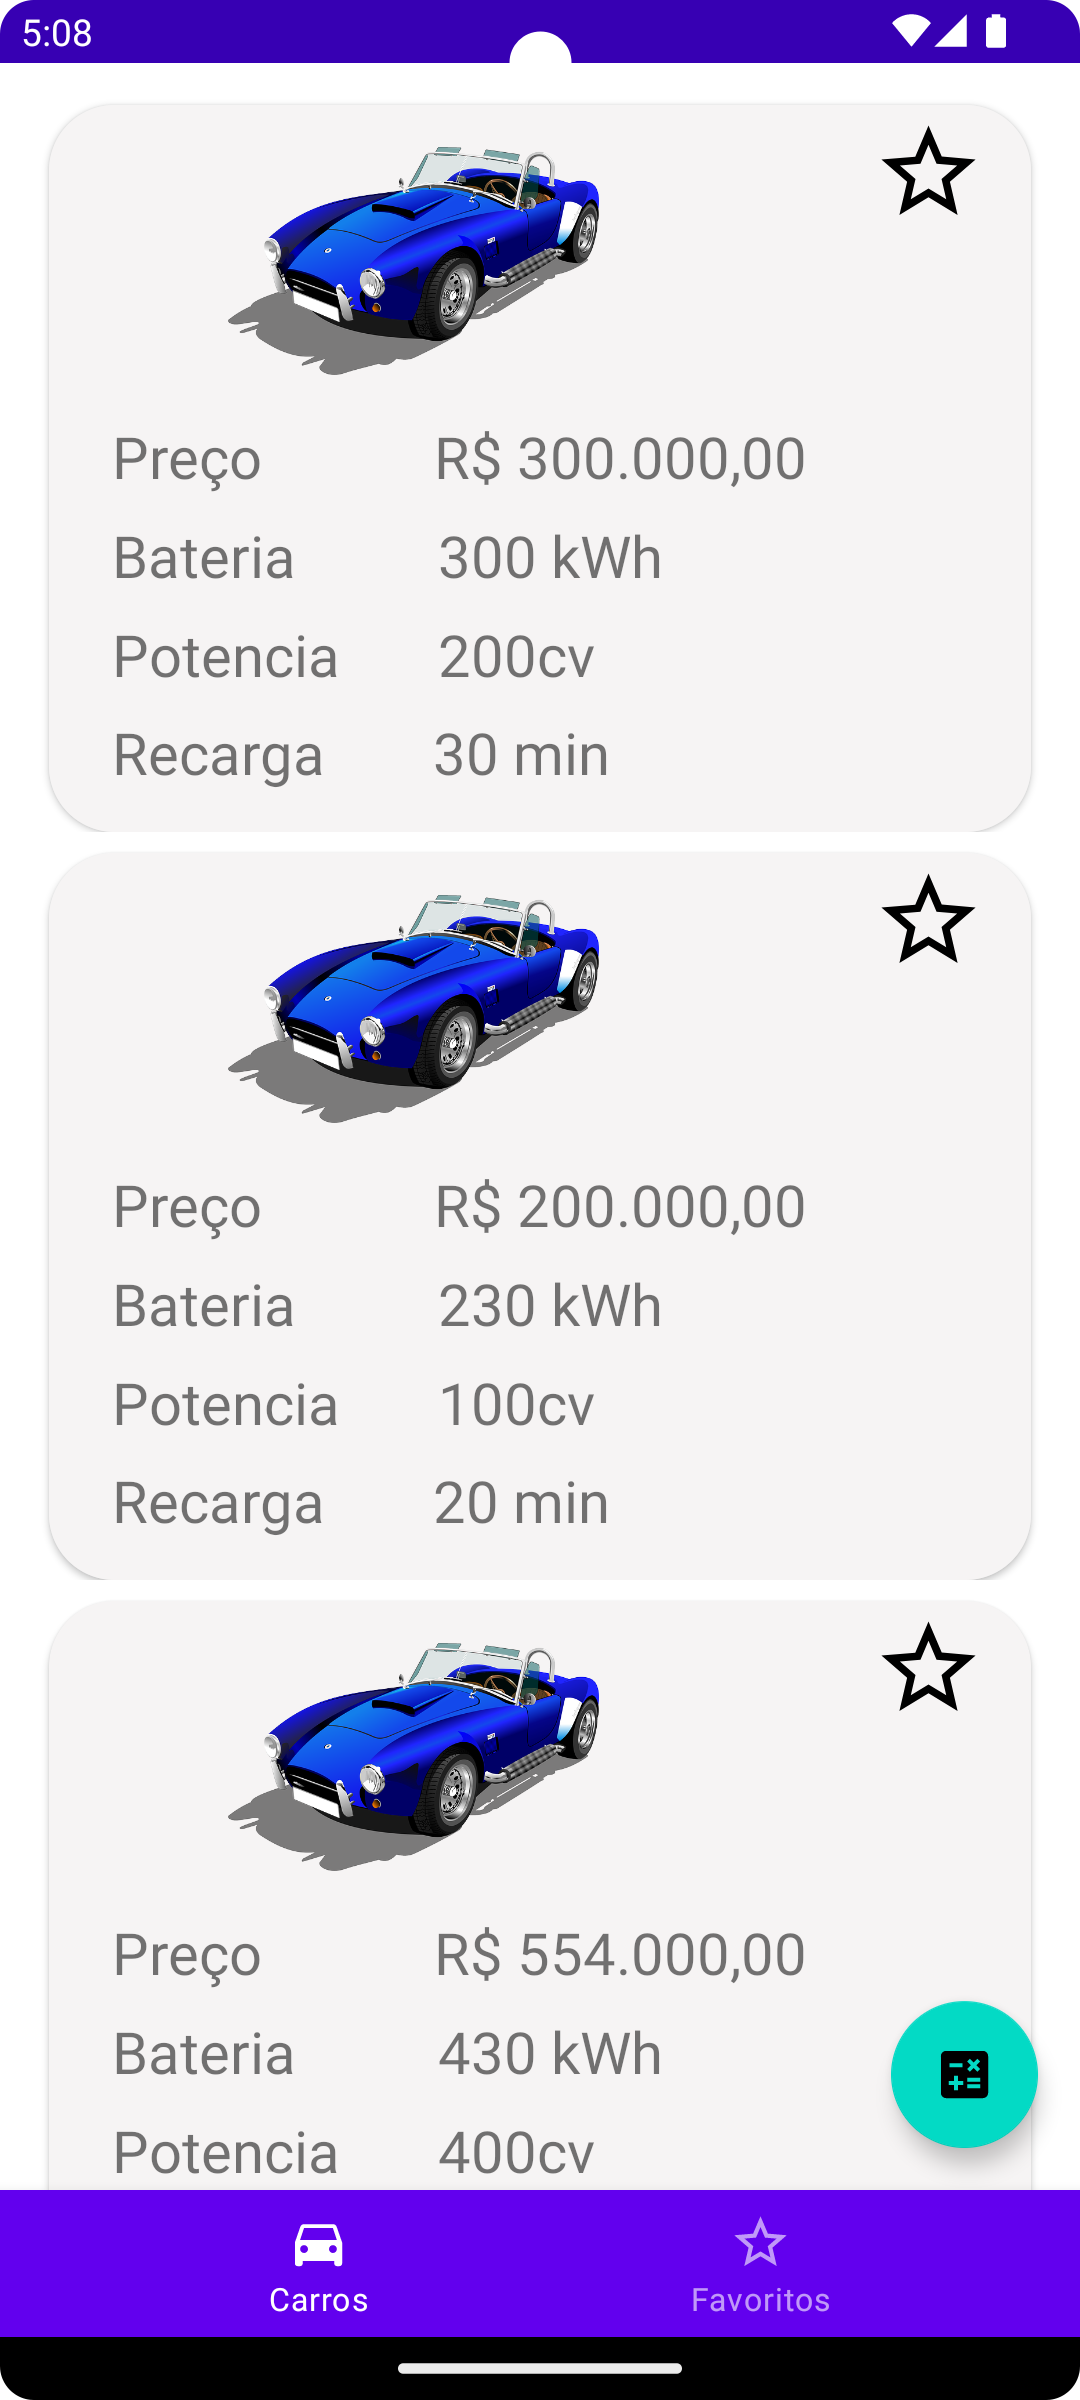 5:08
Preço R$ 300.000,00
Bateria 300 kWh
Potencia 200cv
Recarga 30 min
Preço R$ 200.000,00
Bateria 230 kWh
Potencia 100cv
Recarga 20 min
Preço R$ 554.000,00
Bateria 430 kWh
Potencia 400cv
Carros Favoritos